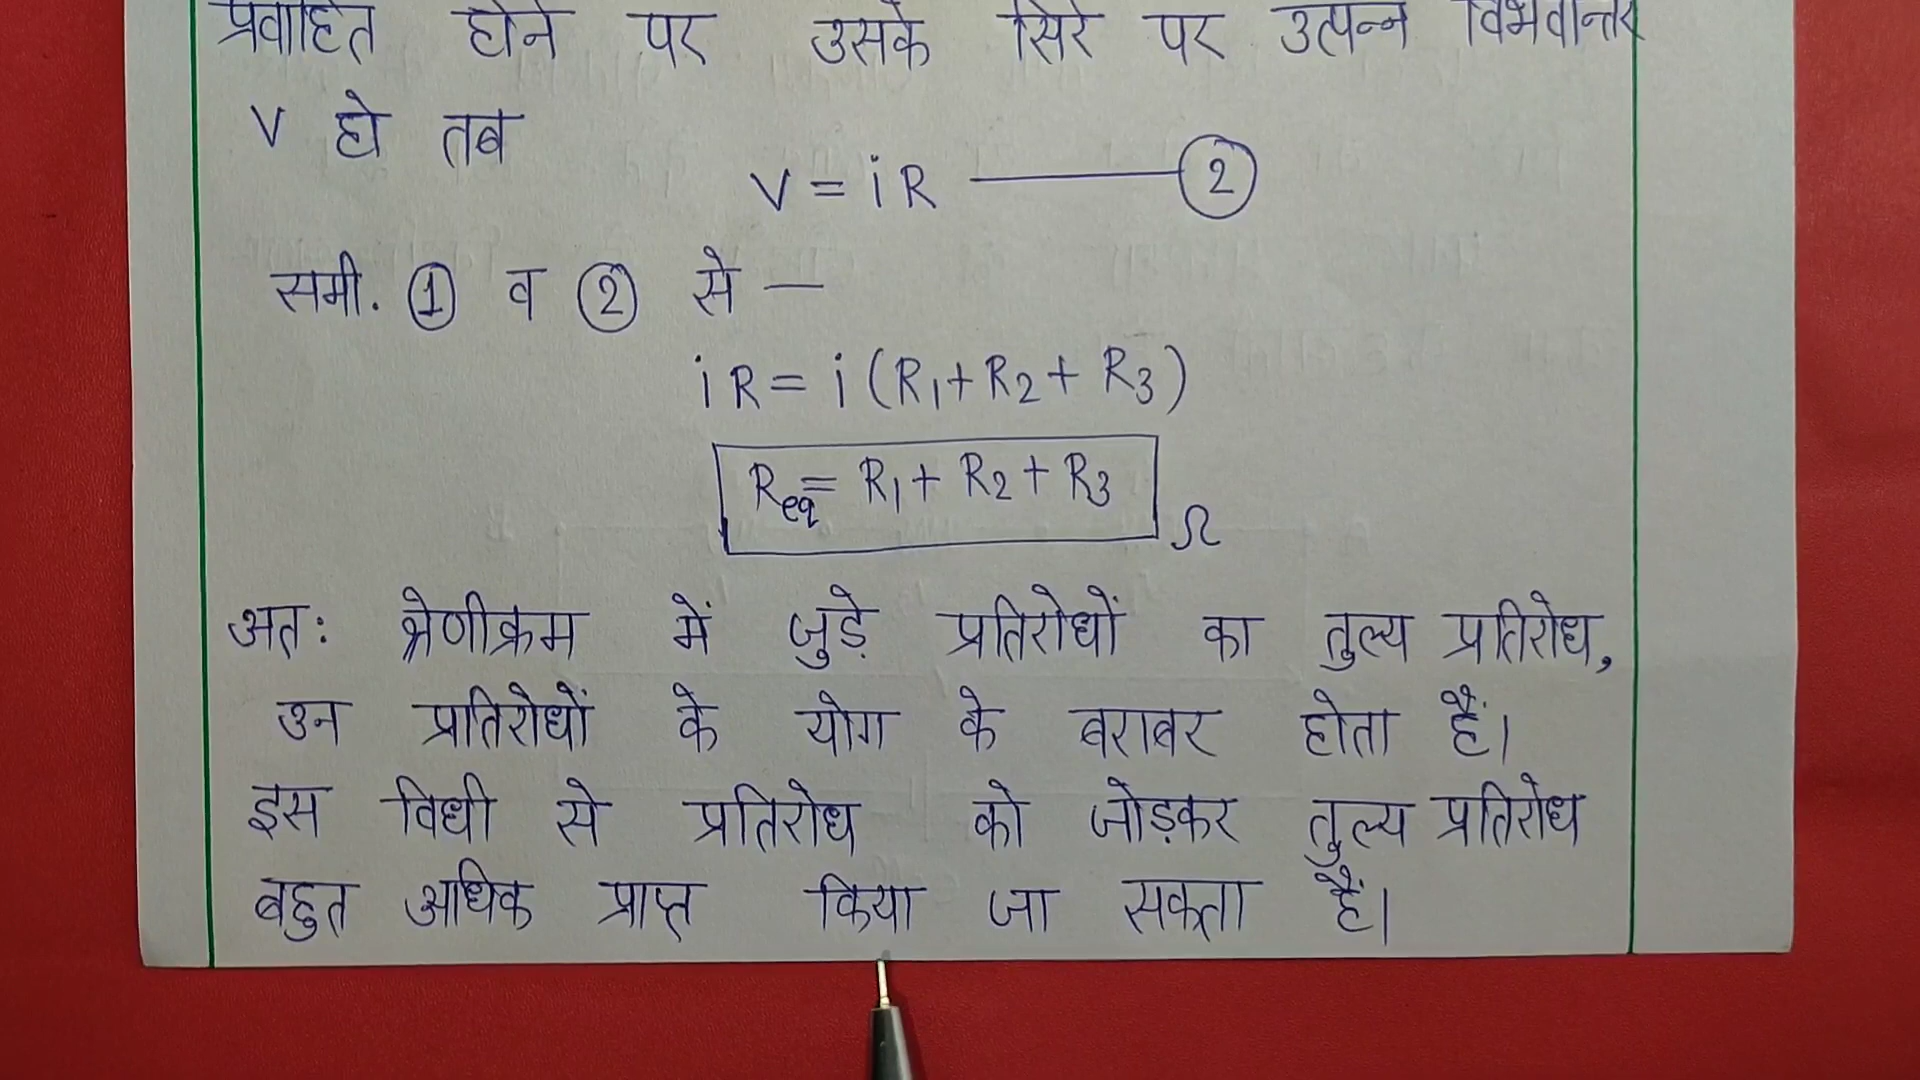 प्रवाहित होने पर उसके सिरे पर उत्पन्न विभवान्तर
V हो तब
V = iR ——— ②
समी. ① व ② से —
iR = i (R₁ + R₂ + R₃)
Req = R₁ + R₂ + R₃ Ω
अतः श्रेणीक्रम में जुड़े प्रतिरोधों का तुल्य प्रतिरोध,
उन प्रतिरोधों के योग के बराबर होता हैं।
इस विधी से प्रतिरोध को जोड़कर तुल्य प्रतिरोध
बहुत अधिक प्राप्त किया जा सकता हैं।